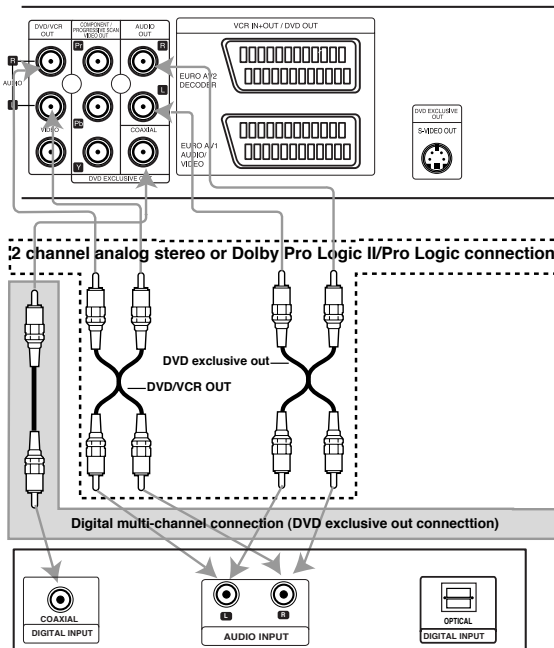 DVD/VCR
OUT
COMPONENT/
PROGRESSIVE SCAN
VIDEO OUT
AUDIO
OUT
VCR IN+OUT / DVD OUT
R
Pr
R
AUDIO
L
EURO AV2
DECODER
L
VIDEO
Pb
COAXIAL
Y
DVD EXCLUSIVE OUT
EURO AV1
AUDIO/
VIDEO
DVD EXCLUSIVE
OUT
S-VIDEO OUT
2 channel analog stereo or Dolby Pro Logic II/Pro Logic connection
DVD exclusive out
DVD/VCR OUT
Digital multi-channel connection (DVD exclusive out connecttion)
COAXIAL
DIGITAL INPUT
L
R
AUDIO INPUT
OPTICAL
DIGITAL INPUT